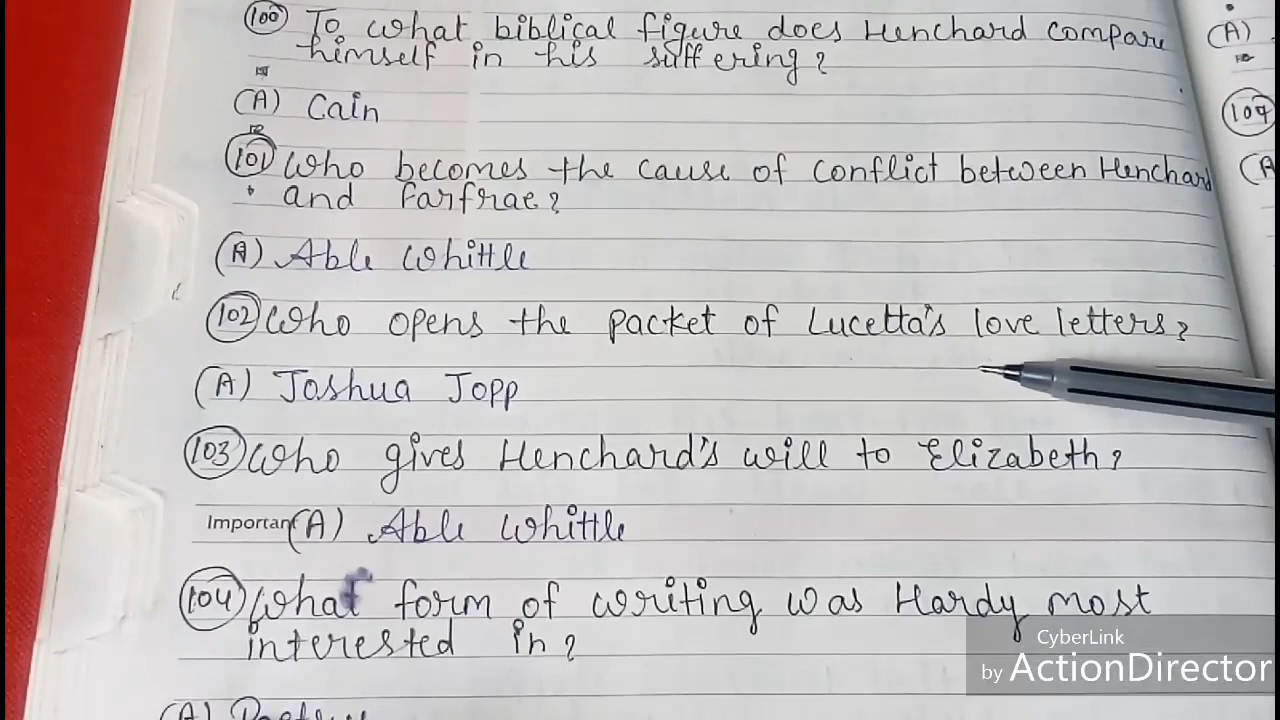 100 To what biblical figure does Henchard compare
himself in his suffering?
(A) Cain
101 Who becomes the cause of conflict between Henchard
and Farfrae?
(A) Able Whittle
102 Who opens the packet of Lucetta's love letters?
(A) Joshua Jopp
103 Who gives Henchard's will to Elizabeth?
Important (A) Able Whittle
104 What form of writing was Hardy most
interested in?
(A)
(A)
CyberLink
by ActionDirector